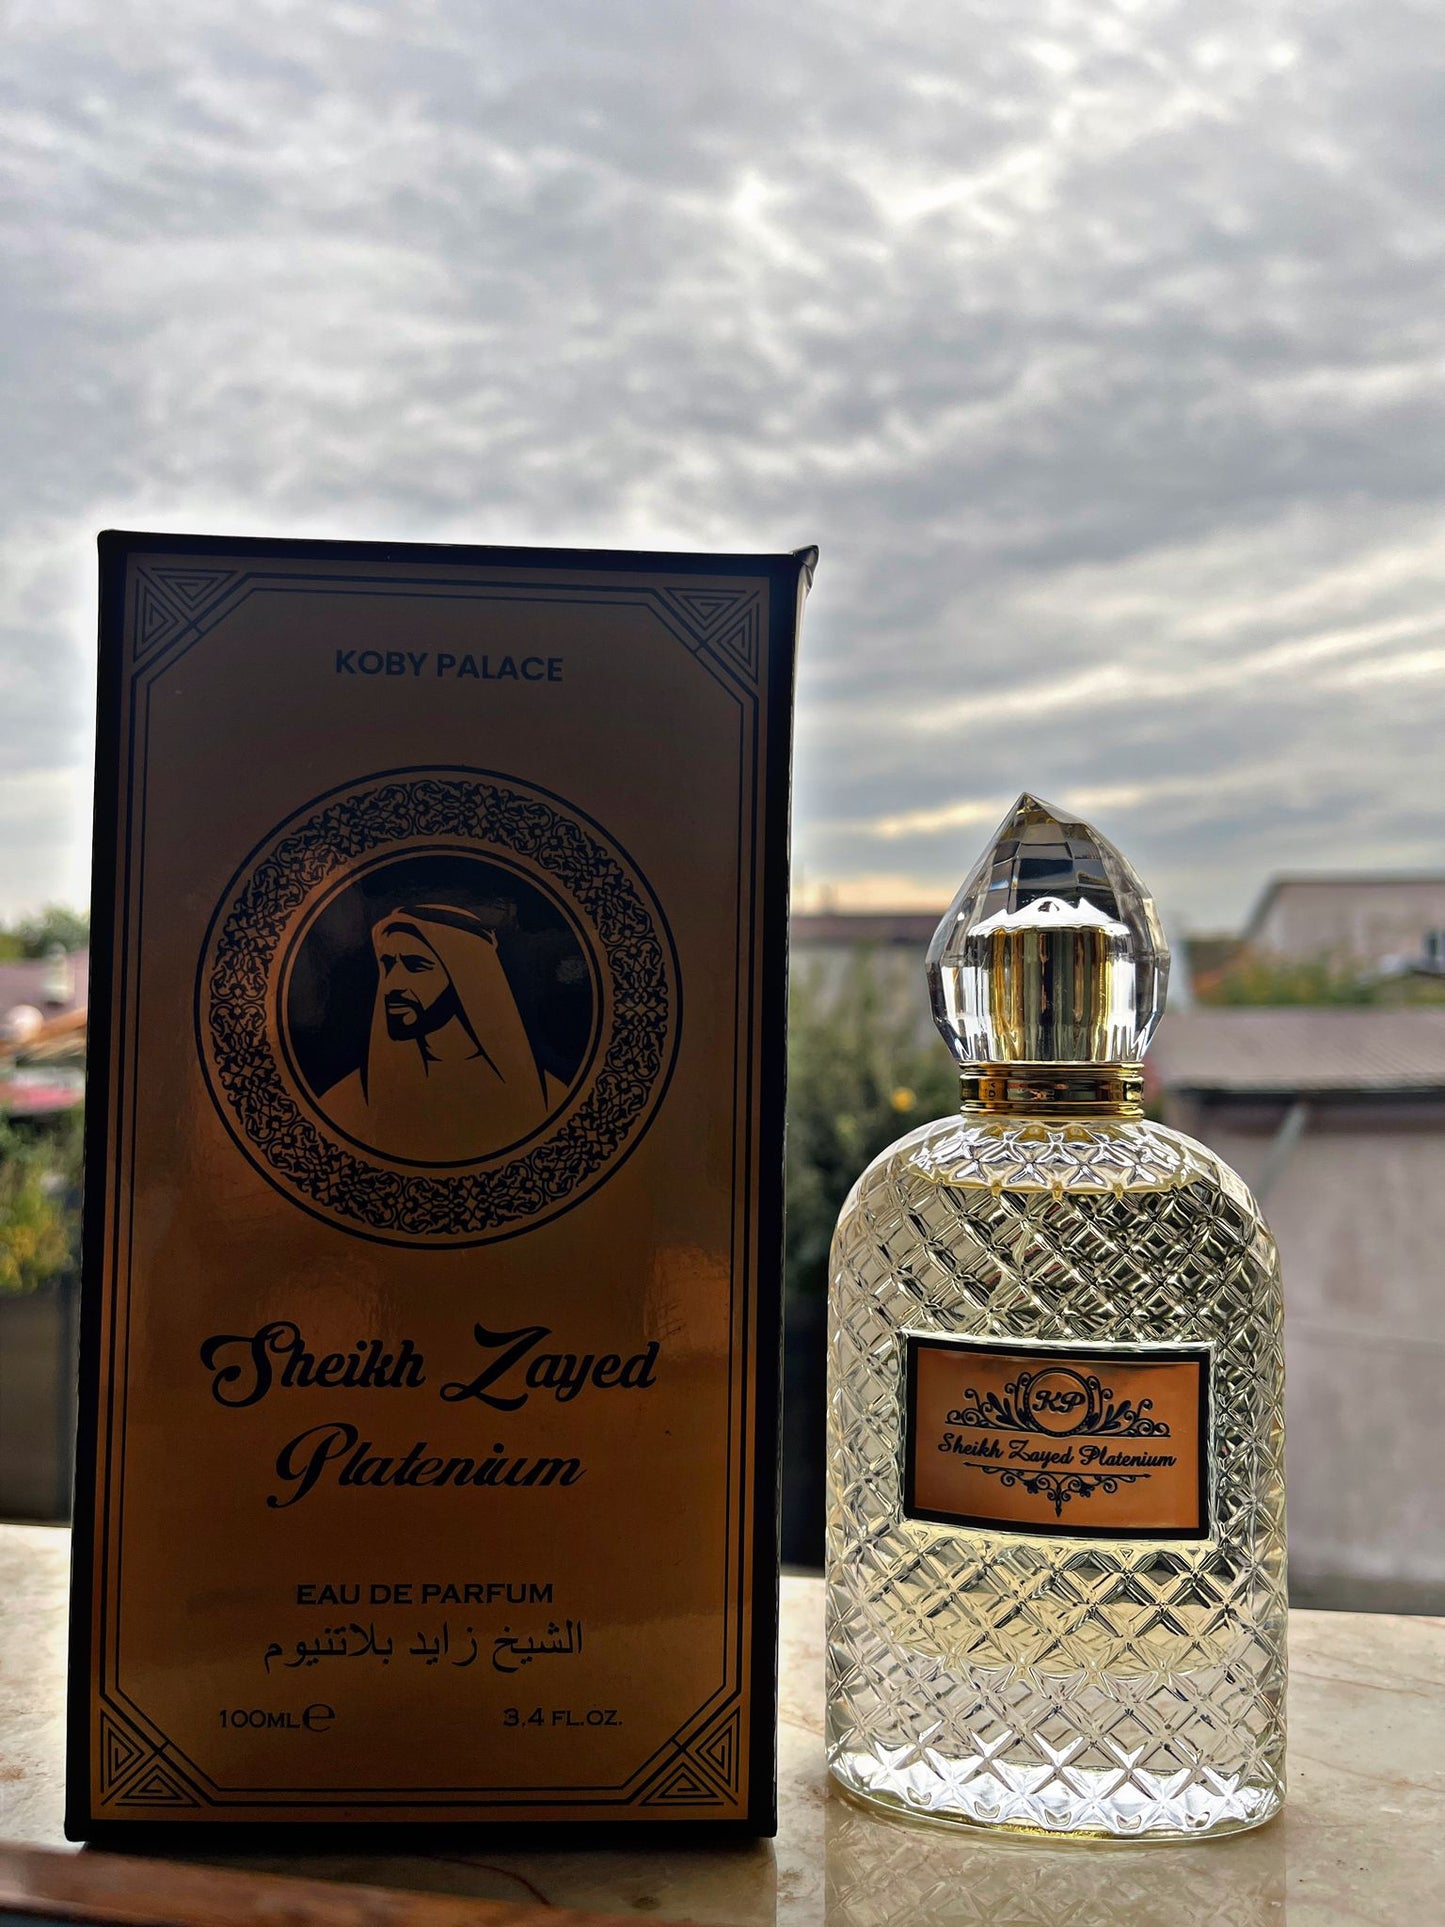 KOBY PALACE
Sheikh Zayed
Platenium
EAU DE PARFUM
الشيخ زايد بلاتنيوم
100ML℮
3.4 FL.OZ.
KP
Sheikh Zayed Platenium